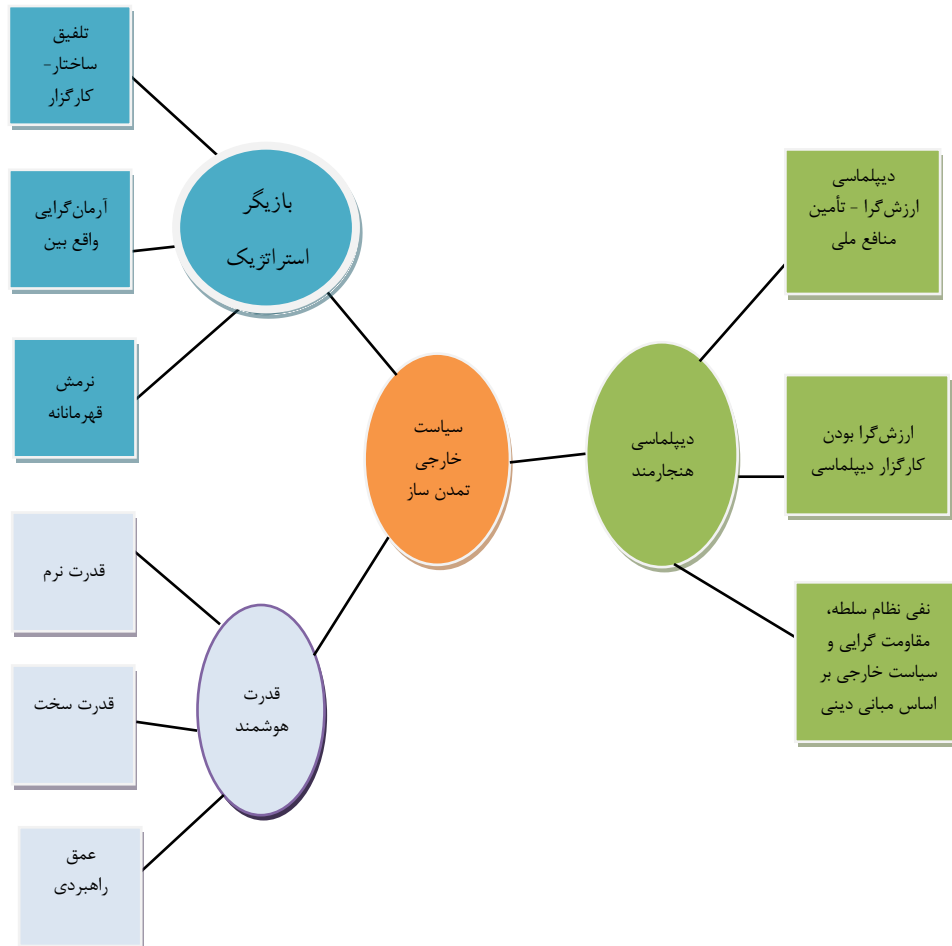 تلفیق
ساختار-
کارگزار
آرمان‌گرایی
واقع بین
نرمش
قهرمانانه
بازیگر
استراتژیک
سیاست
خارجی
تمدن ساز
دیپلماسی
هنجارمند
دیپلماسی
ارزش‌گرا - تأمین
منافع ملی
ارزش‌گرا بودن
کارگزار دیپلماسی
نفی نظام سلطه،
مقاومت گرایی و
سیاست خارجی بر
اساس مبانی دینی
قدرت
هوشمند
قدرت نرم
قدرت سخت
عمق
راهبردی